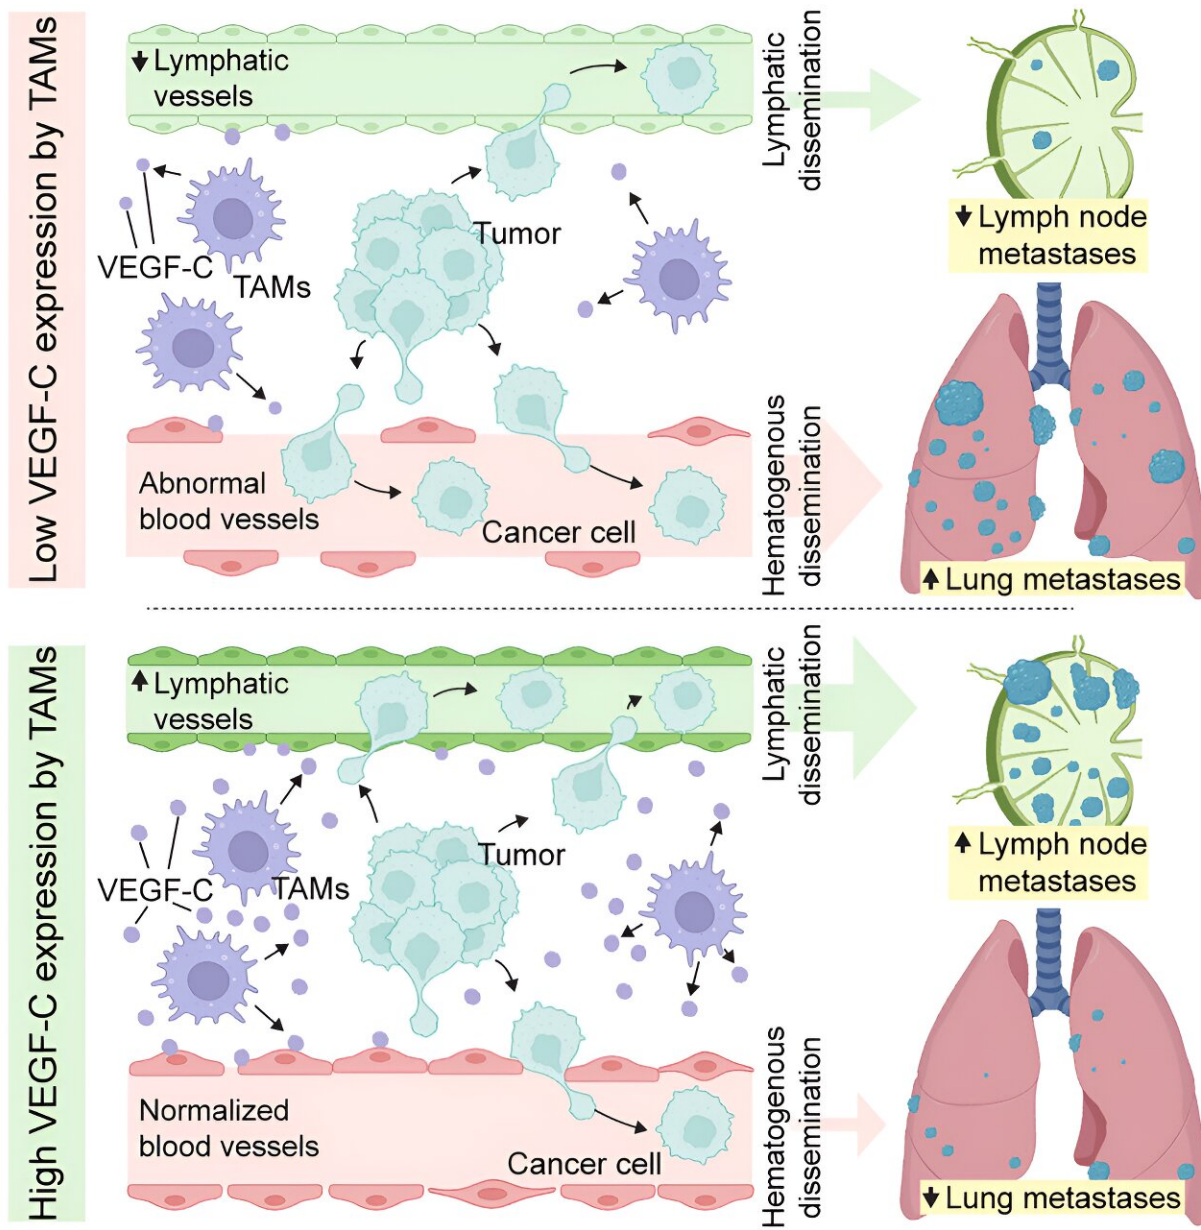 Low VEGF-C expression by TAMs
Lymphatic
vessels
VEGF-C
TAMs
Tumor
Abnormal
blood vessels
Cancer cell
Lymphatic
dissemination
Hematogenous
dissemination
Lymph node
metastases
Lung metastases
High VEGF-C expression by TAMs
Lymphatic
vessels
VEGF-C
TAMs
Tumor
Normalized
blood vessels
Cancer cell
Lymphatic
dissemination
Hematogenous
dissemination
Lymph node
metastases
Lung metastases